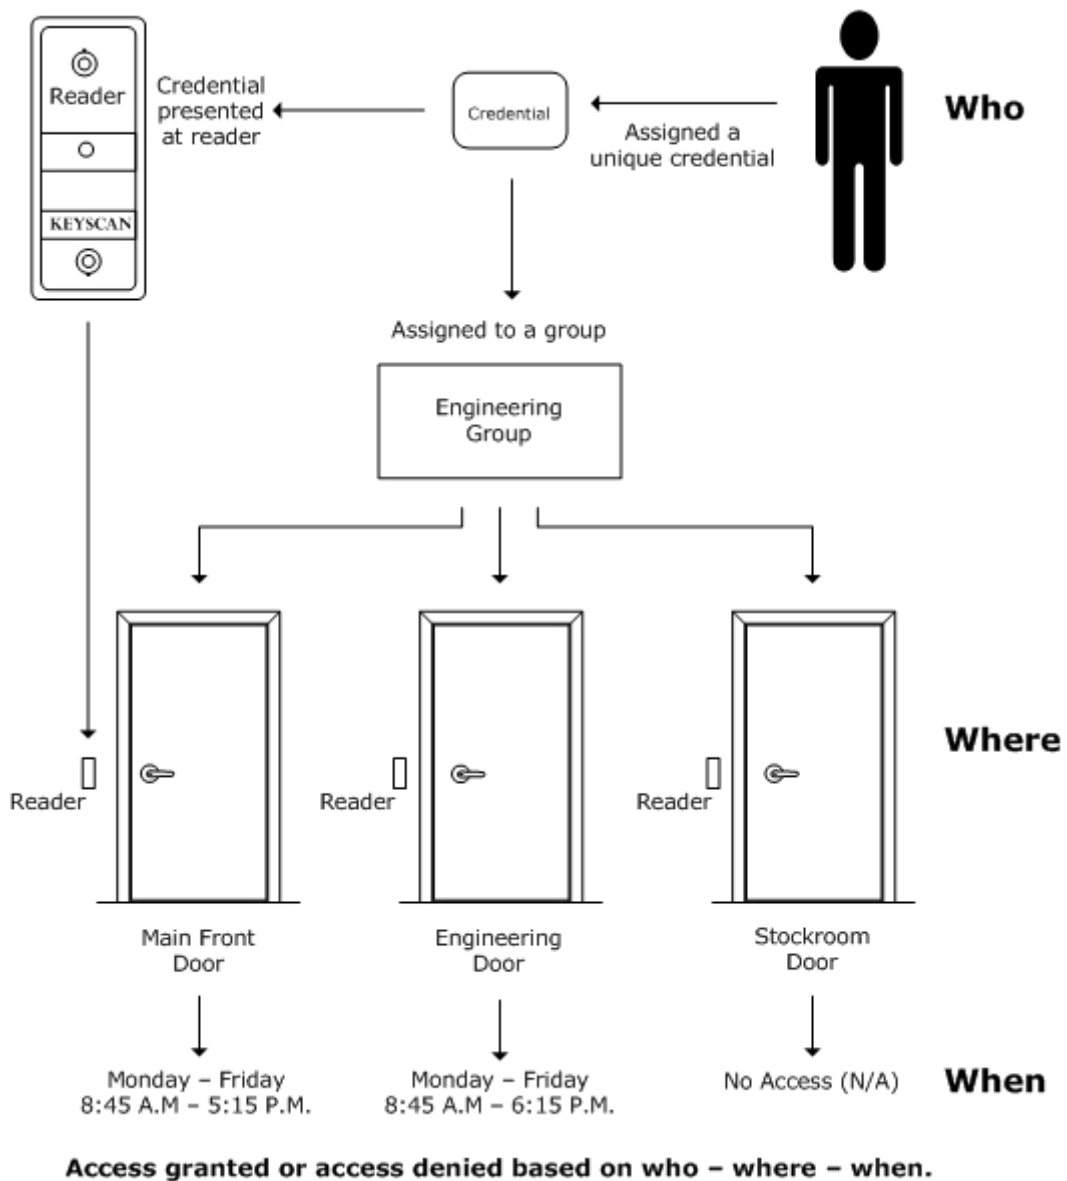 Reader
KEYSCAN
Credential
presented
at reader
Credential
Assigned a
unique credential
Who
Assigned to a group
Engineering
Group
Where
Reader
Reader
Reader
Main Front
Door
Engineering
Door
Stockroom
Door
Monday – Friday
8:45 A.M – 5:15 P.M.
Monday – Friday
8:45 A.M – 6:15 P.M.
No Access (N/A)
When
Access granted or access denied based on who – where – when.